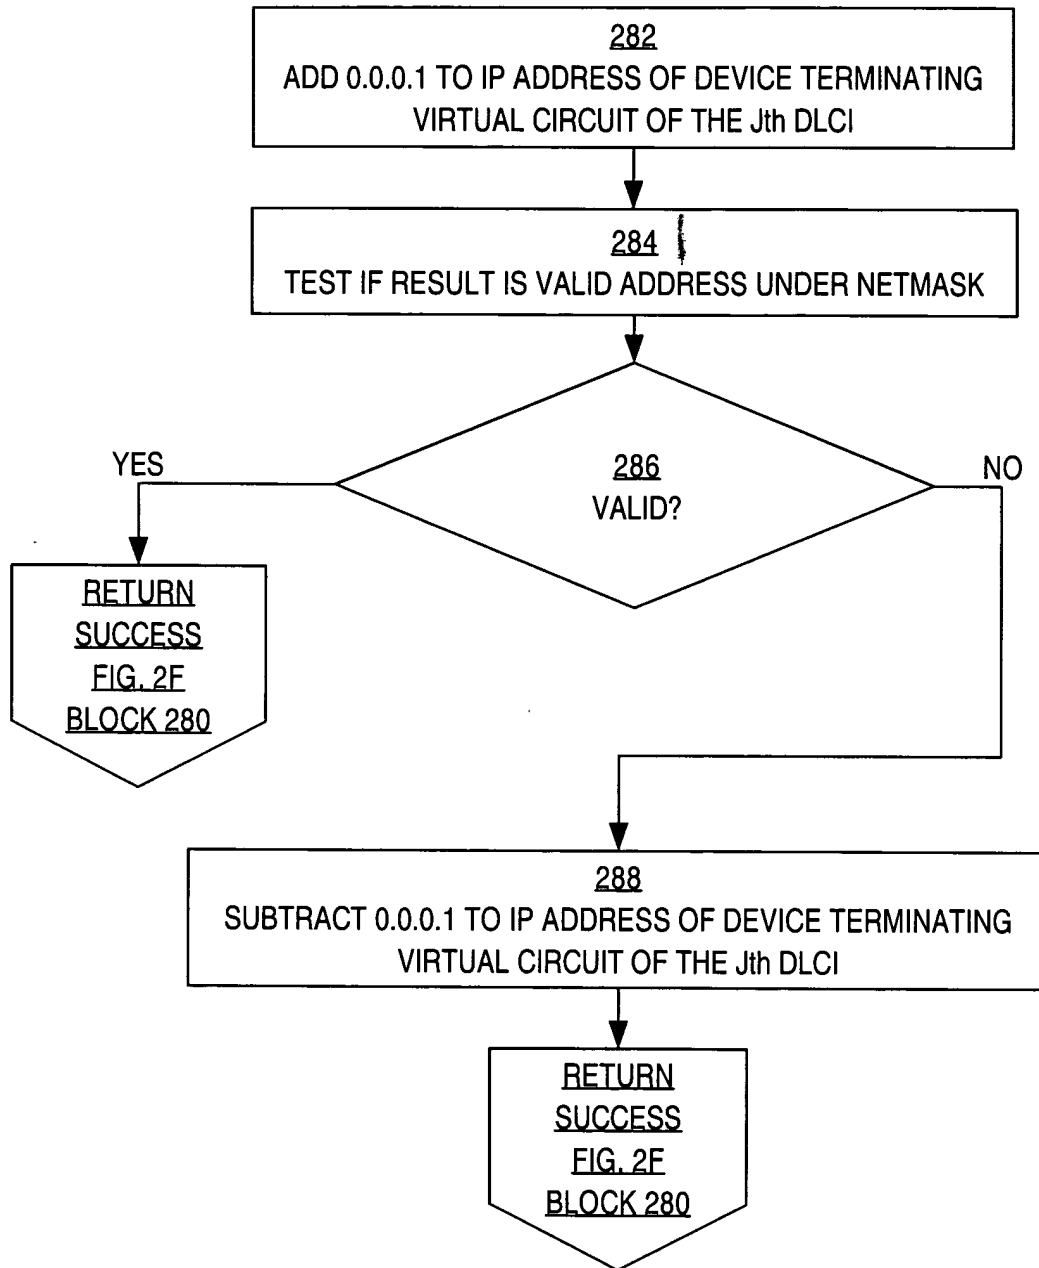 282
ADD 0.0.0.1 TO IP ADDRESS OF DEVICE TERMINATING
VIRTUAL CIRCUIT OF THE Jth DLCI
284
TEST IF RESULT IS VALID ADDRESS UNDER NETMASK
286
VALID?
YES
NO
RETURN
SUCCESS
FIG. 2F
BLOCK 280
288
SUBTRACT 0.0.0.1 TO IP ADDRESS OF DEVICE TERMINATING
VIRTUAL CIRCUIT OF THE Jth DLCI
RETURN
SUCCESS
FIG. 2F
BLOCK 280